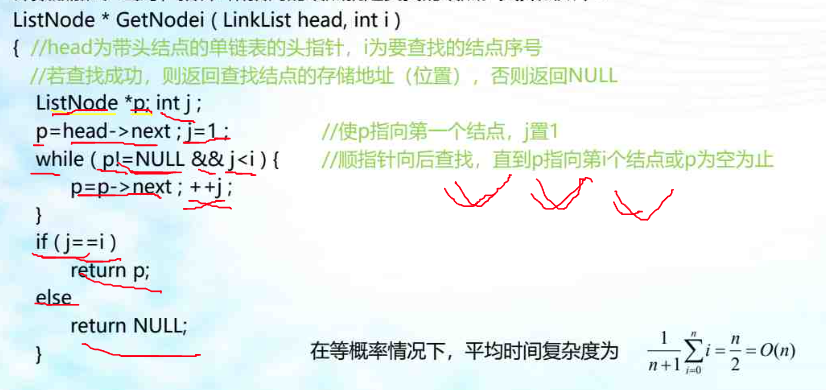 ListNode * GetNodei ( LinkList head, int i )
{ //head为带头结点的单链表的头指针，i为要查找的结点序号
//若查找成功，则返回查找结点的存储地址（位置），否则返回NULL
ListNode *p; int j ;
p=head->next ; j=1 ; //使p指向第一个结点，j置1
while ( p!=NULL && j<i ) { //顺指针向后查找，直到p指向第i个结点或p为空为止
p=p->next ; ++j ;
}
if ( j==i )
return p;
else
return NULL;
}
在等概率情况下，平均时间复杂度为 \frac{1}{n+1}\sum_{i=0}^{n} i = \frac{n}{2} = O(n)